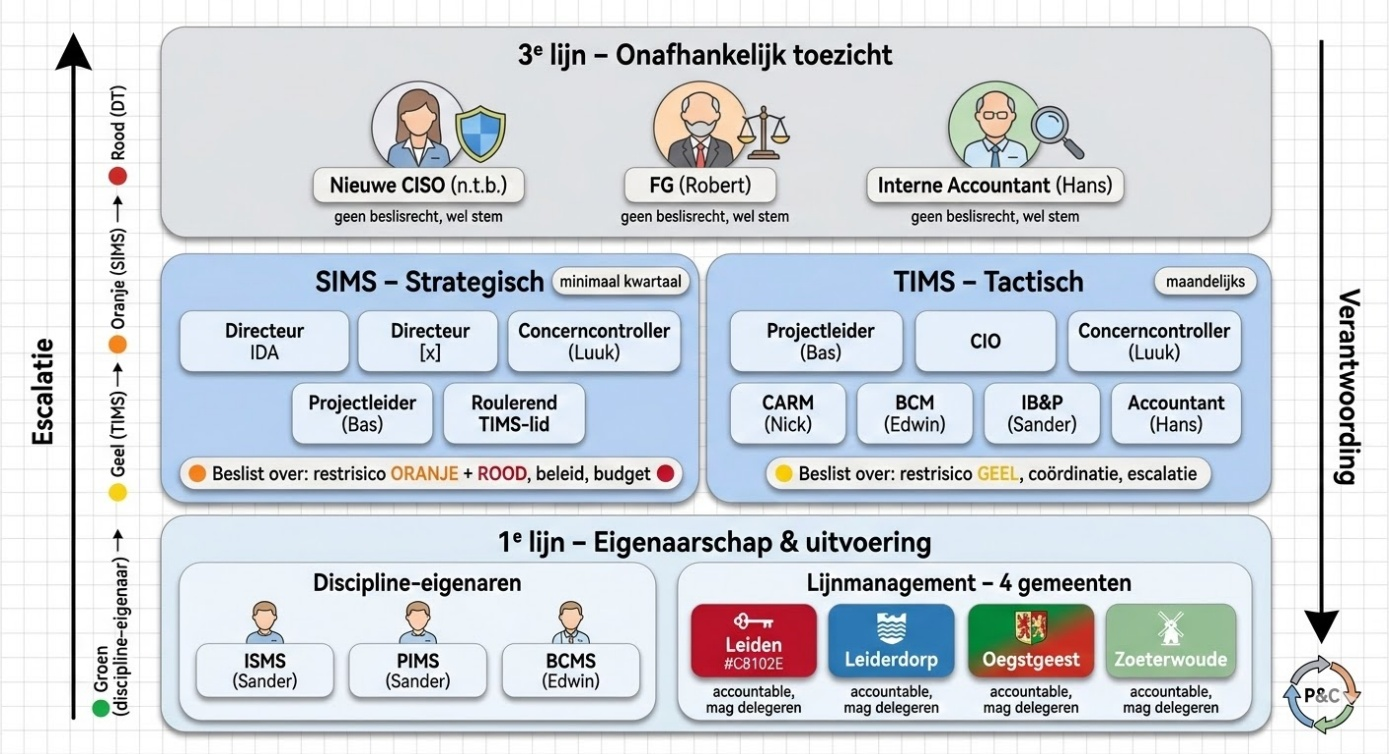 3e lijn – Onafhankelijk toezicht
Nieuwe CISO (n.t.b.)
geen beslisrecht, wel stem
FG (Robert)
geen beslisrecht, wel stem
Interne Accountant (Hans)
geen beslisrecht, wel stem
SIMS – Strategisch
minimaal kwartaal
Directeur
IDA
Directeur
[x]
Concerncontroller
(Luuk)
Projectleider
(Bas)
Roulerend
TIMS-lid
Beslist over: restrisico ORANJE + ROOD, beleid, budget
TIMS – Tactisch
maandelijks
Projectleider
(Bas)
CIO
Concerncontroller
(Luuk)
CARM
(Nick)
BCM
(Edwin)
IB&P
(Sander)
Accountant
(Hans)
Beslist over: restrisico GEEL, coördinatie, escalatie
1e lijn – Eigenaarschap & uitvoering
Discipline-eigenaren
ISMS
(Sander)
PIMS
(Sander)
BCMS
(Edwin)
Lijnmanagement – 4 gemeenten
Leiden
#C8102E
accountable,
mag delegeren
Leiderdorp
accountable,
mag delegeren
Oegstgeest
accountable,
mag delegeren
Zoeterwoude
accountable,
mag delegeren
Escalatie
Groen
(discipline-eigenaar) →
Geel (TIMS) →
Oranje (SIMS) →
Rood (DT)
Verantwoording
P&C